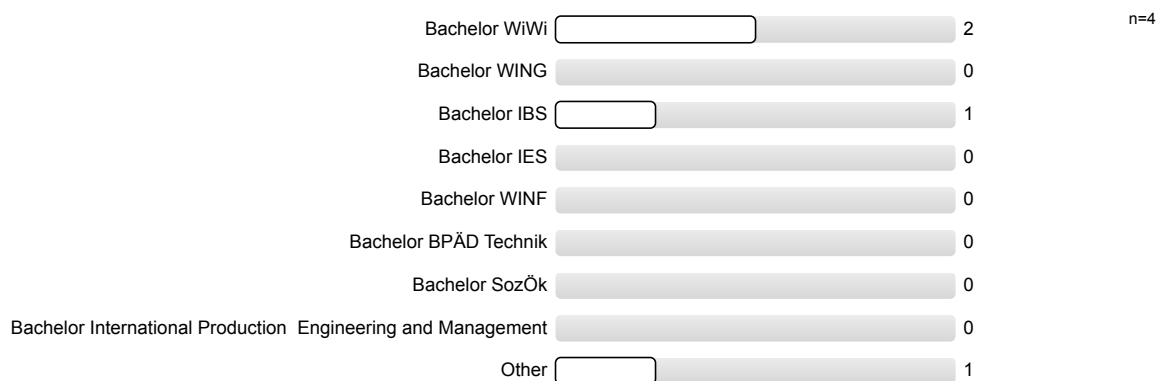 Bachelor WiWi 2 n=4
Bachelor WING 0
Bachelor IBS 1
Bachelor IES 0
Bachelor WINF 0
Bachelor BPÄD Technik 0
Bachelor SozÖk 0
Bachelor International Production  Engineering and Management 0
Other 1